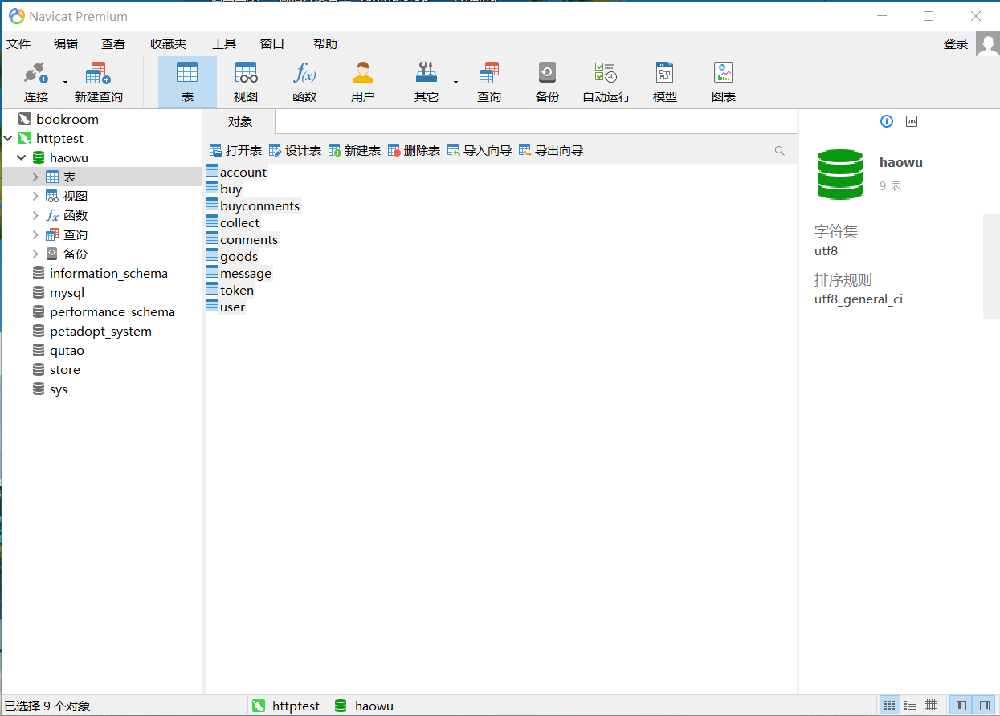 Navicat Premium
文件 编辑 查看 收藏夹 工具 窗口 帮助 登录
连接 新建查询 表 视图 函数 用户 其它 查询 备份 自动运行 模型 图表
bookroom
httptest
haowu
表
视图
函数
查询
备份
information_schema
mysql
performance_schema
petadopt_system
qutao
store
sys
对象
打开表 设计表 新建表 删除表 导入向导 导出向导
account
buy
buyconments
collect
conments
goods
message
token
user
DDL
haowu
9 表
字符集
utf8
排序规则
utf8_general_ci
已选择 9 个对象 httptest haowu